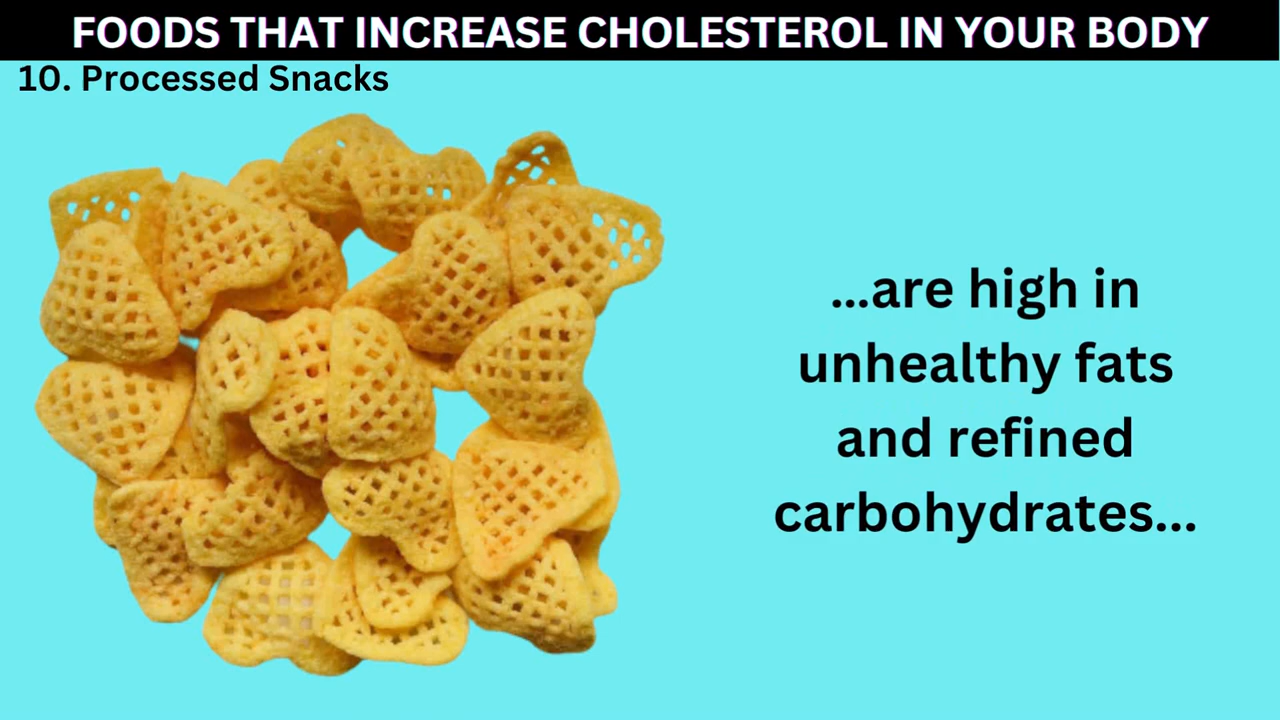 FOODS THAT INCREASE CHOLESTEROL IN YOUR BODY
10. Processed Snacks
...are high in
unhealthy fats
and refined
carbohydrates...